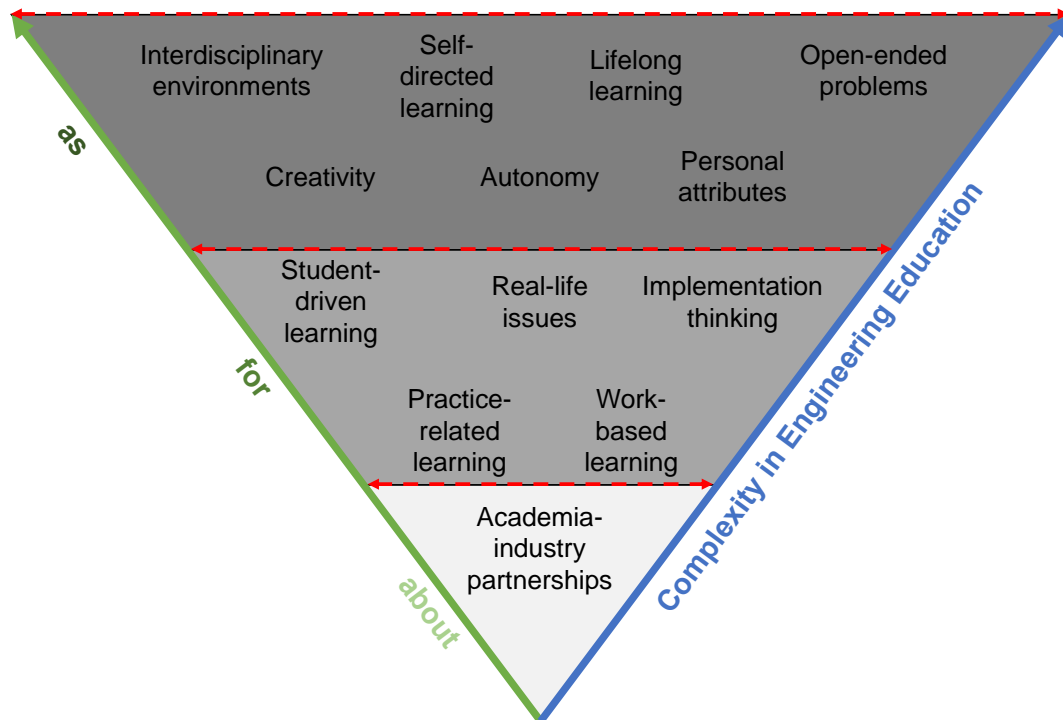 Interdisciplinary
environments
Self-
directed
learning
Lifelong
learning
Open-ended
problems
as
Creativity
Autonomy
Personal
attributes
Student-
driven
learning
Real-life
issues
Implementation
thinking
for
Practice-
related
learning
Work-
based
learning
Complexity in Engineering Education
Academia-
industry
partnerships
about